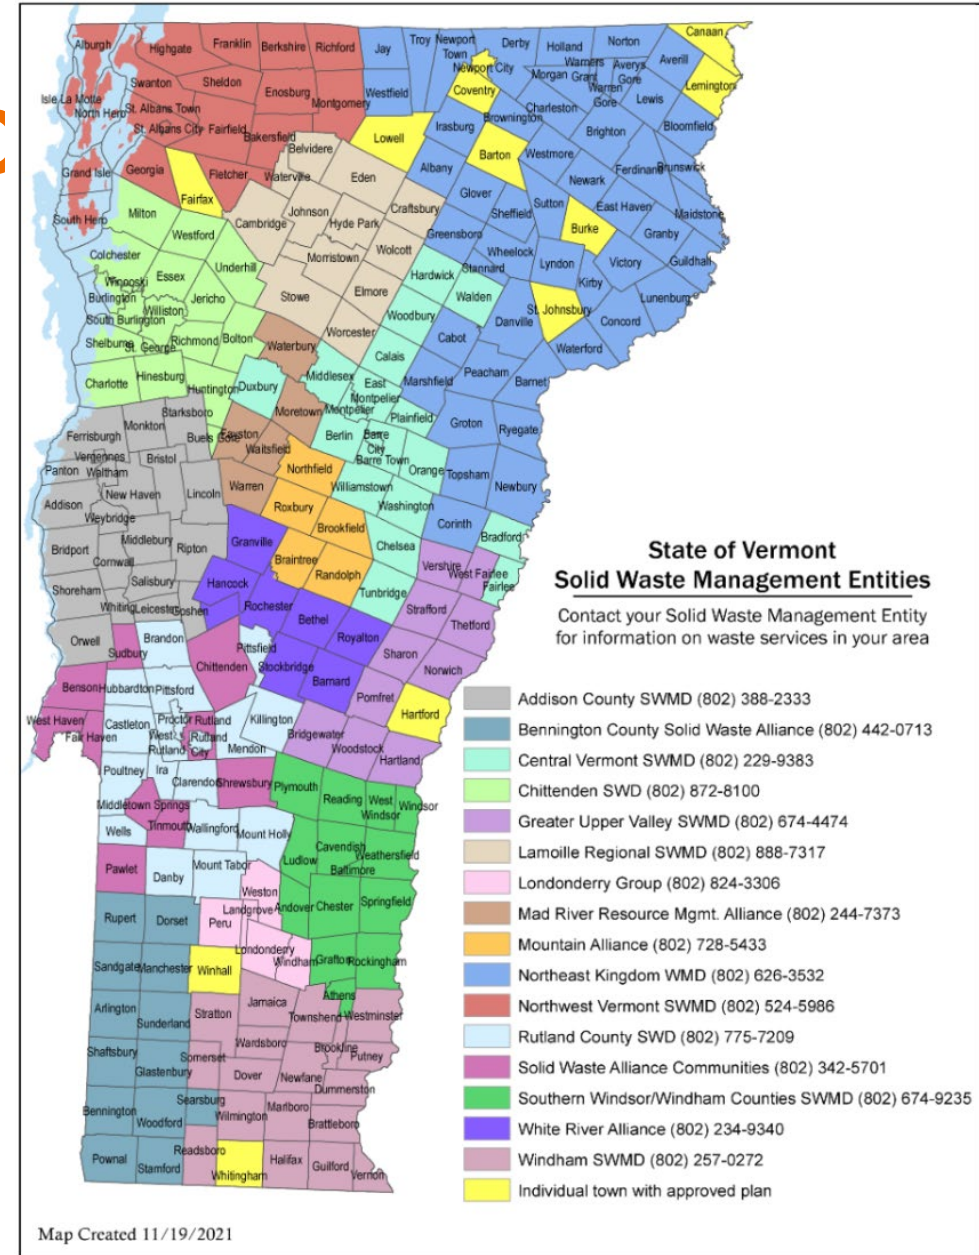 Alburgh
Highgate
Franklin
Berkshire
Richford
Jay
Troy
Newport
Town
Derby
Holland
Norton
Canaan
Newport City
Morgan
Warners
Grant
Averys
Gore
Warren
Gore
Averill
Lemington
Isle La Motte
North Hero
Swanton
Sheldon
Enosburg
Montgomery
Westfield
Coventry
Charleston
Lewis
Bloomfield
St. Albans Town
St. Albans City
Fairfield
Bakersfield
Lowell
Irasburg
Brownington
Brighton
Belvidere
Barton
Westmore
Ferdinand
Brunswick
Grand Isle
Georgia
Fairfax
Fletcher
Waterville
Eden
Albany
Newark
Glover
Sutton
East Haven
Maidstone
South Hero
Milton
Westford
Cambridge
Johnson
Hyde Park
Craftsbury
Sheffield
Burke
Granby
Greensboro
Wolcott
Morristown
Wheelock
Stannard
Lyndon
Victory
Guildhall
Kirby
Colchester
Winooski
Essex
Underhill
Jericho
Burlington
Williston
South Burlington
Stowe
Elmore
Hardwick
Walden
Woodbury
St. Johnsbury
Danville
Concord
Lunenburg
Shelburne
St. George
Richmond
Bolton
Waterbury
Worcester
Calais
Cabot
Waterford
Charlotte
Hinesburg
Huntington
Duxbury
Middlesex
East
Montpelier
Montpelier
Marshfield
Peacham
Barnet
Starksboro
Moretown
Plainfield
Ferrisburgh
Monkton
Buels Gore
Fayston
Waitsfield
Berlin
Barre
City
Barre Town
Groton
Ryegate
Vergennes
Panton
Waltham
Bristol
Northfield
Orange
Topsham
Newbury
New Haven
Lincoln
Warren
Williamstown
Washington
Addison
Weybridge
Roxbury
Brookfield
Corinth
Bradford
Bridport
Middlebury
Cornwall
Ripton
Granville
Braintree
Randolph
Chelsea
Vershire
West Fairlee
Fairlee
Shoreham
Salisbury
Hancock
Tunbridge
Whiting
Leicester
Goshen
Rochester
Bethel
Strafford
Thetford
Orwell
Sudbury
Brandon
Chittenden
Pittsfield
Stockbridge
Royalton
Sharon
Norwich
Barnard
Pomfret
Benson
Hubbardton
Pittsford
Hartford
West Haven
Fair Haven
Castleton
Proctor
West
Rutland
Rutland
Rutland
City
Killington
Mendon
Bridgewater
Woodstock
Hartland
Poultney
Ira
Clarendon
Shrewsbury
Plymouth
Reading
West
Windsor
Windsor
Middletown Springs
Tinmouth
Wallingford
Mount Holly
Wells
Cavendish
Weathersfield
Ludlow
Baltimore
Pawlet
Danby
Mount Tabor
Weston
Andover
Chester
Springfield
Rupert
Dorset
Peru
Landgrove
Londonderry
Windham
Grafton
Rockingham
Sandgate
Manchester
Winhall
Athens
Arlington
Sunderland
Stratton
Jamaica
Townshend
Westminster
Wardsboro
Brookline
Putney
Shaftsbury
Glastenbury
Somerset
Dover
Newfane
Dummerston
Bennington
Woodford
Searsburg
Wilmington
Marlboro
Brattleboro
Pownal
Stamford
Readsboro
Whitingham
Halifax
Guilford
Vernon
State of Vermont
Solid Waste Management Entities
Contact your Solid Waste Management Entity
for information on waste services in your area
Addison County SWMD (802) 388-2333
Bennington County Solid Waste Alliance (802) 442-0713
Central Vermont SWMD (802) 229-9383
Chittenden SWD (802) 872-8100
Greater Upper Valley SWMD (802) 674-4474
Lamoille Regional SWMD (802) 888-7317
Londonderry Group (802) 824-3306
Mad River Resource Mgmt. Alliance (802) 244-7373
Mountain Alliance (802) 728-5433
Northeast Kingdom WMD (802) 626-3532
Northwest Vermont SWMD (802) 524-5986
Rutland County SWD (802) 775-7209
Solid Waste Alliance Communities (802) 342-5701
Southern Windsor/Windham Counties SWMD (802) 674-9235
White River Alliance (802) 234-9340
Windham SWMD (802) 257-0272
Individual town with approved plan
Map Created 11/19/2021